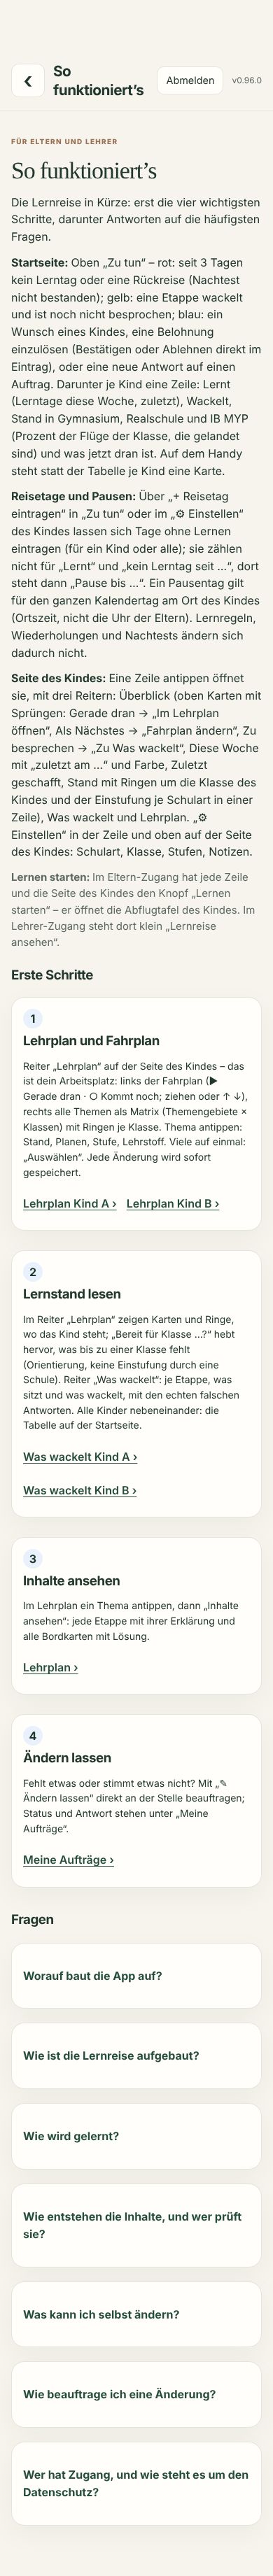 ‹
So
funktioniert’s
Abmelden
v0.96.0
FÜR ELTERN UND LEHRER
So funktioniert’s
Die Lernreise in Kürze: erst die vier wichtigsten
Schritte, darunter Antworten auf die häufigsten
Fragen.
Startseite: Oben „Zu tun“ – rot: seit 3 Tagen
kein Lerntag oder eine Rückreise (Nachtest
nicht bestanden); gelb: eine Etappe wackelt
und ist noch nicht besprochen; blau: ein
Wunsch eines Kindes, eine Belohnung
einzulösen (Bestätigen oder Ablehnen direkt im
Eintrag), oder eine neue Antwort auf einen
Auftrag. Darunter je Kind eine Zeile: Lernt
(Lerntage diese Woche, zuletzt), Wackelt,
Stand in Gymnasium, Realschule und IB MYP
(Prozent der Flüge der Klasse, die gelandet
sind) und was jetzt dran ist. Auf dem Handy
steht statt der Tabelle je Kind eine Karte.
Reisetage und Pausen: Über „+ Reisetag
eintragen“ in „Zu tun“ oder im „⚙ Einstellen“
des Kindes lassen sich Tage ohne Lernen
eintragen (für ein Kind oder alle); sie zählen
nicht für „Lernt“ und „kein Lerntag seit …“, dort
steht dann „Pause bis …“. Ein Pausentag gilt
für den ganzen Kalendertag am Ort des Kindes
(Ortszeit, nicht die Uhr der Eltern). Lernregeln,
Wiederholungen und Nachtests ändern sich
dadurch nicht.
Seite des Kindes: Eine Zeile antippen öffnet
sie, mit drei Reitern: Überblick (oben Karten mit
Sprüngen: Gerade dran → „Im Lehrplan
öffnen“, Als Nächstes → „Fahrplan ändern“, Zu
besprechen → „Zu Was wackelt“, Diese Woche
mit „zuletzt am …“ und Farbe, Zuletzt
geschafft, Stand mit Ringen um die Klasse des
Kindes und der Einstufung je Schulart in einer
Zeile), Was wackelt und Lehrplan. „⚙
Einstellen“ in der Zeile und oben auf der Seite
des Kindes: Schulart, Klasse, Stufen, Notizen.
Lernen starten: Im Eltern-Zugang hat jede Zeile
und die Seite des Kindes den Knopf „Lernen
starten“ – er öffnet die Abflugtafel des Kindes. Im
Lehrer-Zugang steht dort klein „Lernreise
ansehen“.
Erste Schritte
1
Lehrplan und Fahrplan
Reiter „Lehrplan“ auf der Seite des Kindes – das
ist dein Arbeitsplatz: links der Fahrplan (▶
Gerade dran · ○ Kommt noch; ziehen oder ↑ ↓),
rechts alle Themen als Matrix (Themengebiete ×
Klassen) mit Ringen je Klasse. Thema antippen:
Stand, Planen, Stufe, Lehrstoff. Viele auf einmal:
„Auswählen“. Jede Änderung wird sofort
gespeichert.
Lehrplan Kind A › Lehrplan Kind B ›
2
Lernstand lesen
Im Reiter „Lehrplan“ zeigen Karten und Ringe,
wo das Kind steht; „Bereit für Klasse …?“ hebt
hervor, was bis zu einer Klasse fehlt
(Orientierung, keine Einstufung durch eine
Schule). Reiter „Was wackelt“: je Etappe, was
sitzt und was wackelt, mit den echten falschen
Antworten. Alle Kinder nebeneinander: die
Tabelle auf der Startseite.
Was wackelt Kind A ›
Was wackelt Kind B ›
3
Inhalte ansehen
Im Lehrplan ein Thema antippen, dann „Inhalte
ansehen“: jede Etappe mit ihrer Erklärung und
alle Bordkarten mit Lösung.
Lehrplan ›
4
Ändern lassen
Fehlt etwas oder stimmt etwas nicht? Mit „✎
Ändern lassen“ direkt an der Stelle beauftragen;
Status und Antwort stehen unter „Meine
Aufträge“.
Meine Aufträge ›
Fragen
Worauf baut die App auf?
Wie ist die Lernreise aufgebaut?
Wie wird gelernt?
Wie entstehen die Inhalte, und wer prüft
sie?
Was kann ich selbst ändern?
Wie beauftrage ich eine Änderung?
Wer hat Zugang, und wie steht es um den
Datenschutz?